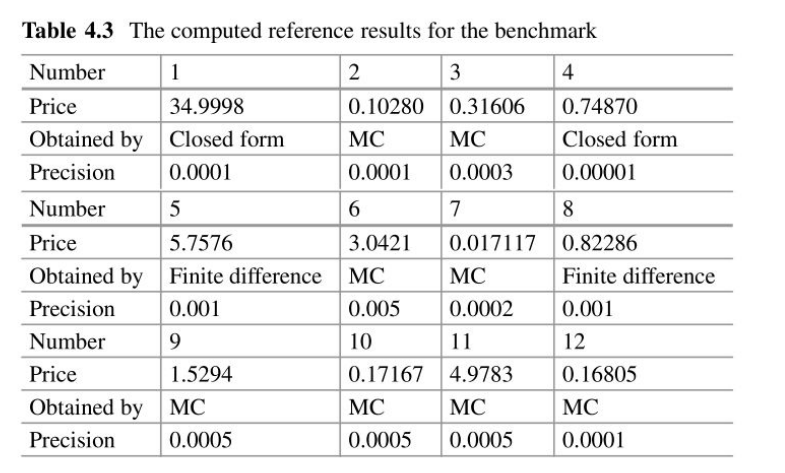 Table 4.3 The computed reference results for the benchmark
Number 1 2 3 4
Price 34.9998 0.10280 0.31606 0.74870
Obtained by Closed form MC MC Closed form
Precision 0.0001 0.0001 0.0003 0.00001
Number 5 6 7 8
Price 5.7576 3.0421 0.017117 0.82286
Obtained by Finite difference MC MC Finite difference
Precision 0.001 0.005 0.0002 0.001
Number 9 10 11 12
Price 1.5294 0.17167 4.9783 0.16805
Obtained by MC MC MC MC
Precision 0.0005 0.0005 0.0005 0.0001